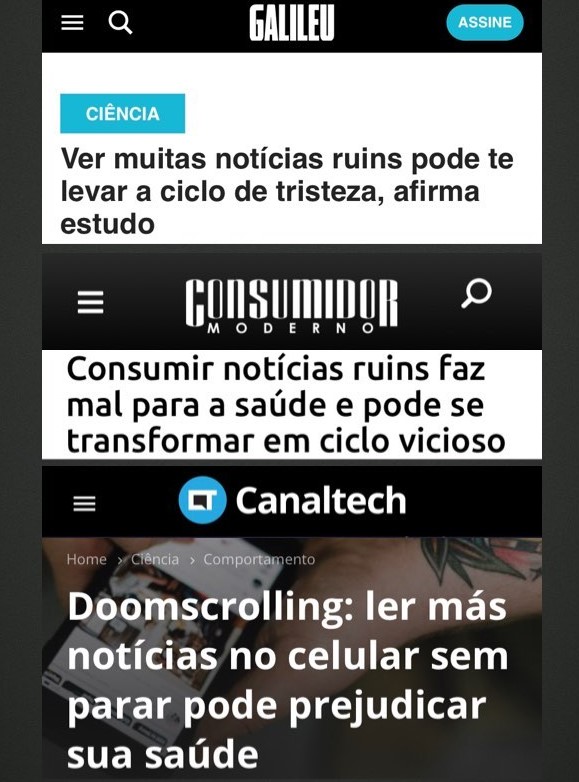 GALILEU
ASSINE
CIÊNCIA
Ver muitas notícias ruins pode te
levar a ciclo de tristeza, afirma
estudo
CONSUMIDOR
MODERNO
Consumir notícias ruins faz
mal para a saúde e pode se
transformar em ciclo vicioso
CT Canaltech
Home > Ciência > Comportamento
Doomscrolling: ler más
notícias no celular sem
parar pode prejudicar
sua saúde